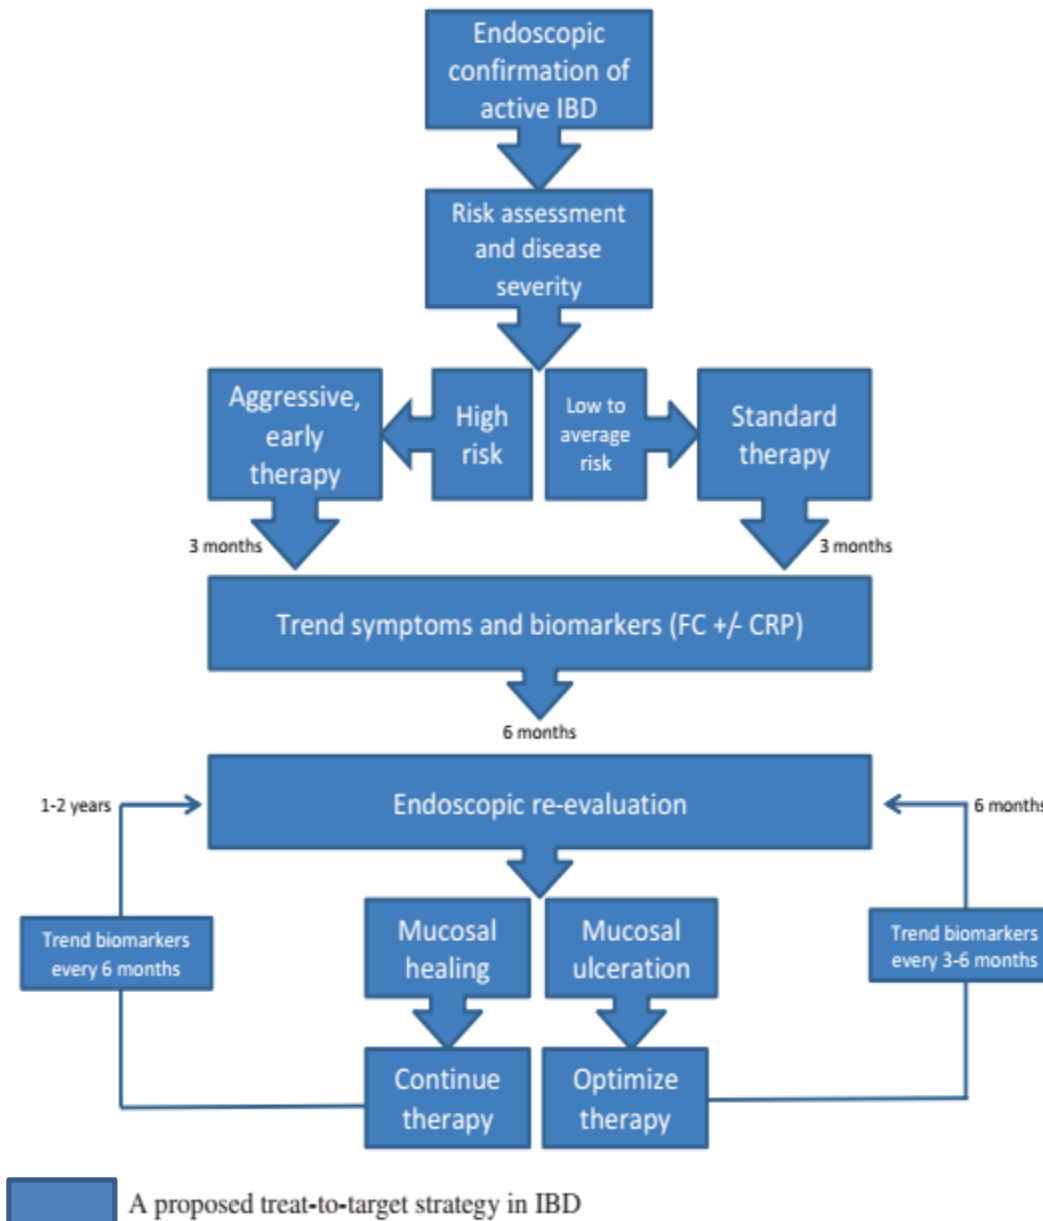 Endoscopic
confirmation of
active IBD
Risk assessment
and disease
severity
Aggressive,
early
therapy
High
risk
Low to
average
risk
Standard
therapy
3 months
3 months
Trend symptoms and biomarkers (FC +/- CRP)
6 months
1-2 years
Endoscopic re-evaluation
6 months
Trend biomarkers
every 6 months
Mucosal
healing
Mucosal
ulceration
Trend biomarkers
every 3-6 months
Continue
therapy
Optimize
therapy
A proposed treat-to-target strategy in IBD